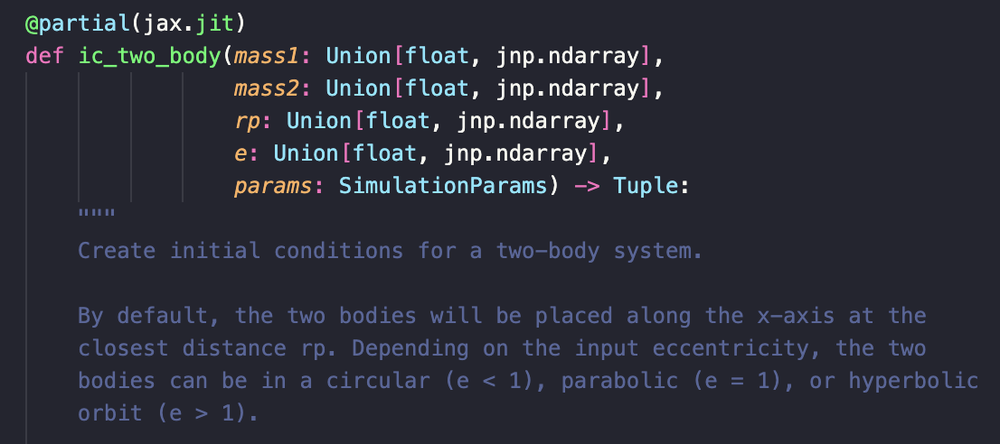 @partial(jax.jit)
def ic_two_body(mass1: Union[float, jnp.ndarray],
mass2: Union[float, jnp.ndarray],
rp: Union[float, jnp.ndarray],
e: Union[float, jnp.ndarray],
params: SimulationParams) -> Tuple:
"""
Create initial conditions for a two-body system.
By default, the two bodies will be placed along the x-axis at the
closest distance rp. Depending on the input eccentricity, the two
bodies can be in a circular (e < 1), parabolic (e = 1), or hyperbolic
orbit (e > 1).